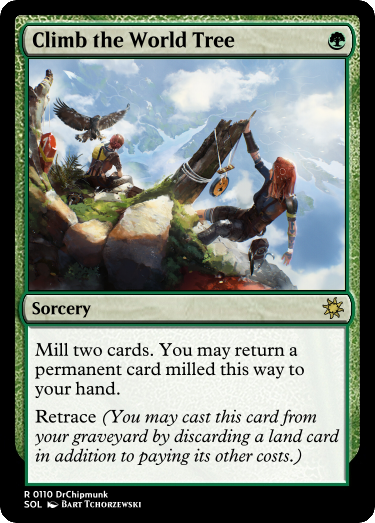 Climb the World Tree
Sorcery
Mill two cards. You may return a
permanent card milled this way to
your hand.
Retrace (You may cast this card from
your graveyard by discarding a land card
in addition to paying its other costs.)
R 0110 DrChipmunk
SOL Bart Tchorzewski